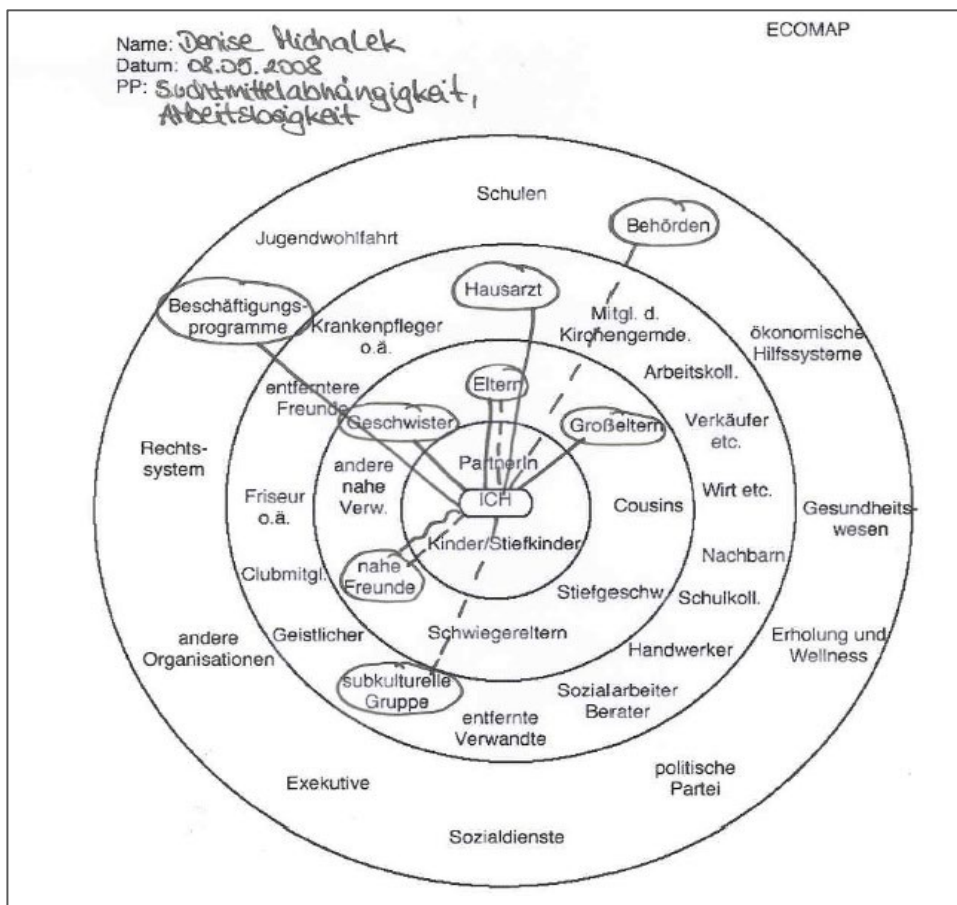 ECOMAP
Name: Denise Michalek
Datum: 08.05.2008
PP: Suchtmittelabhängigkeit,
Arbeitslosigkeit
Schulen
Behörden
Jugendwohlfahrt
Hausarzt
Beschäftigungs-
programme
Krankenpfleger
o.ä.
Mitgl. d.
Kirchengemde.
ökonomische
Hilfssysteme
Arbeitskoll.
entferntere
Freunde
Eltern
Geschwister
Großeltern
Verkäufer
etc.
Rechts-
system
andere
nahe
Verw.
PartnerIn
Friseur
o.ä.
ICH
Cousins
Wirt etc.
Gesundheits-
wesen
Kinder/Stiefkinder
Nachbarn
Clubmitgl.
nahe
Freunde
Stiefgeschw.
Schulkoll.
andere
Organisationen
Geistlicher
Schwiegereltern
Handwerker
Erholung und
Wellness
subkulturelle
Gruppe
Sozialarbeiter
Berater
entfernte
Verwandte
Exekutive
politische
Partei
Sozialdienste